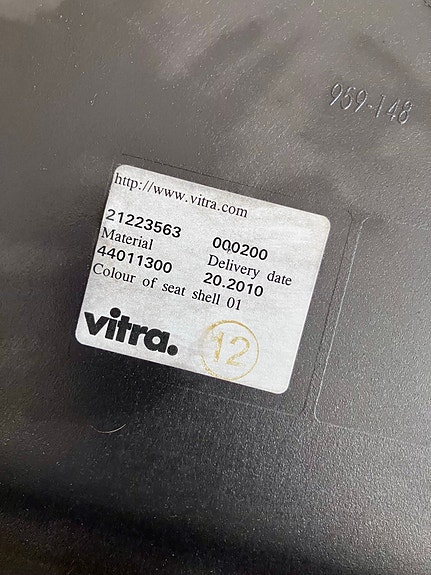 959-148
http://www.vitra.com
21223563 000200
Material Delivery date
44011300 20.2010
Colour of seat shell 01
vitra.
12